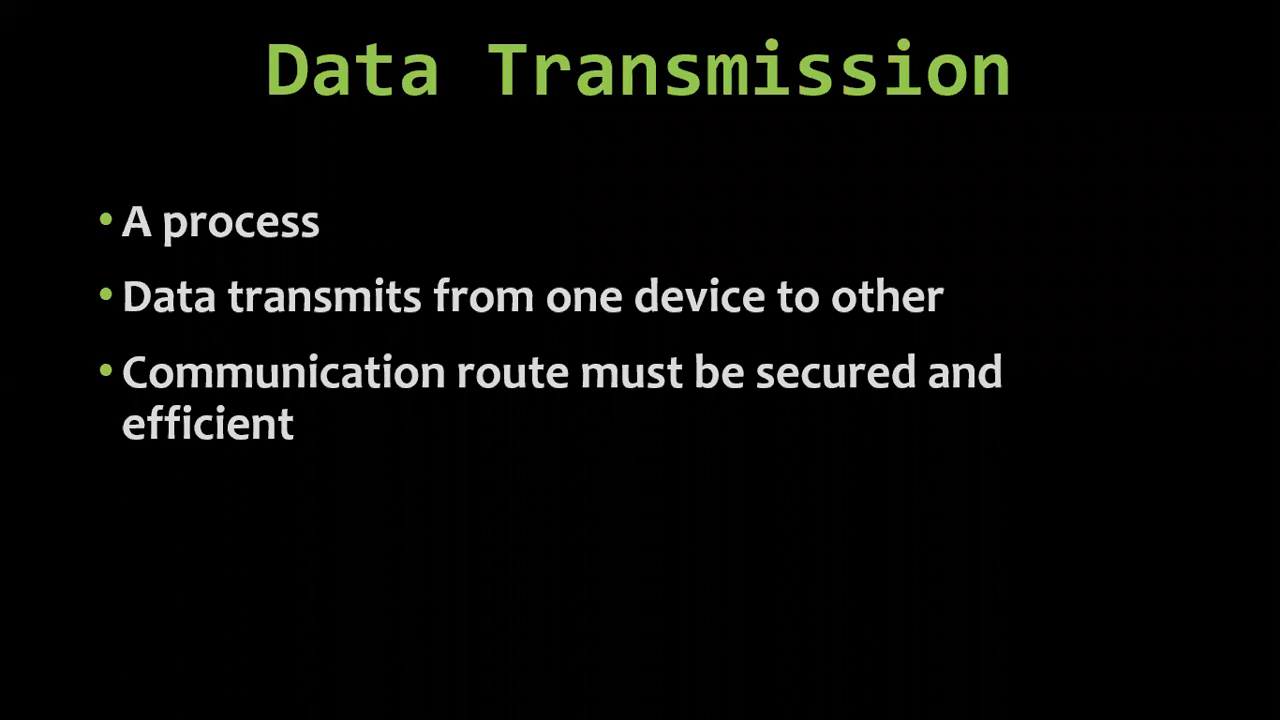 Data Transmission
• A process
• Data transmits from one device to other
• Communication route must be secured and
efficient